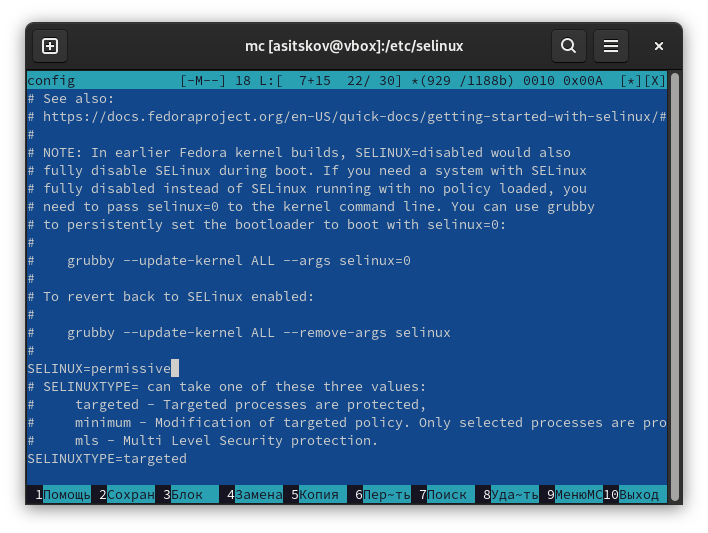 mc [asitskov@vbox]:/etc/selinux
config [-M--] 18 L:[ 7+15 22/ 30] *(929 /1188b) 0010 0x00A [*][X]
# See also:
# https://docs.fedoraproject.org/en-US/quick-docs/getting-started-with-selinux/#
#
# NOTE: In earlier Fedora kernel builds, SELINUX=disabled would also
# fully disable SELinux during boot. If you need a system with SELinux
# fully disabled instead of SELinux running with no policy loaded, you
# need to pass selinux=0 to the kernel command line. You can use grubby
# to persistently set the bootloader to boot with selinux=0:
#
#    grubby --update-kernel ALL --args selinux=0
#
# To revert back to SELinux enabled:
#
#    grubby --update-kernel ALL --remove-args selinux
#
SELINUX=permissive
# SELINUXTYPE= can take one of these three values:
#     targeted - Targeted processes are protected,
#     minimum - Modification of targeted policy. Only selected processes are pro
#     mls - Multi Level Security protection.
SELINUXTYPE=targeted
1Помощь 2Сохран 3Блок 4Замена 5Копия 6Пер~ть 7Поиск 8Уда~ть 9МенюMC 10Выход